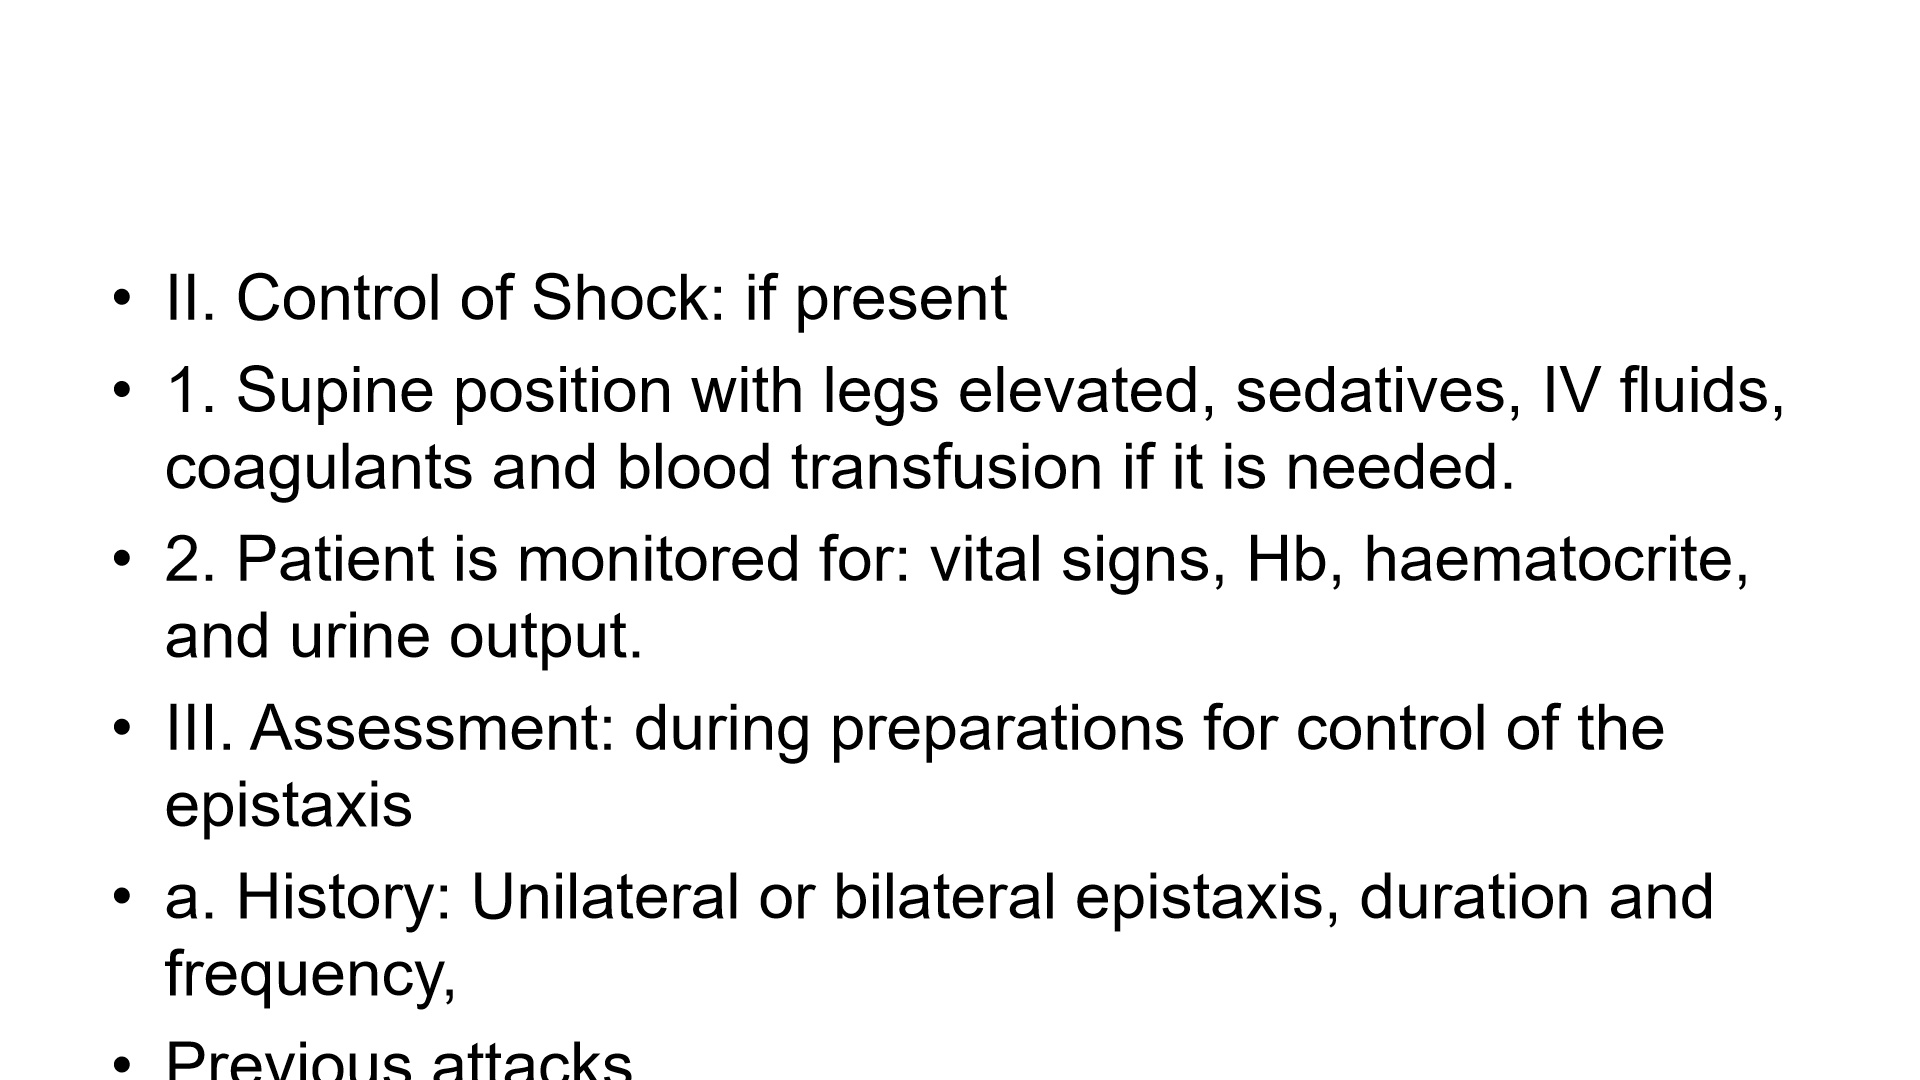 • II. Control of Shock: if present
• 1. Supine position with legs elevated, sedatives, IV fluids,
coagulants and blood transfusion if it is needed.
• 2. Patient is monitored for: vital signs, Hb, haematocrite,
and urine output.
• III. Assessment: during preparations for control of the
epistaxis
• a. History: Unilateral or bilateral epistaxis, duration and
frequency,
• Previous attacks